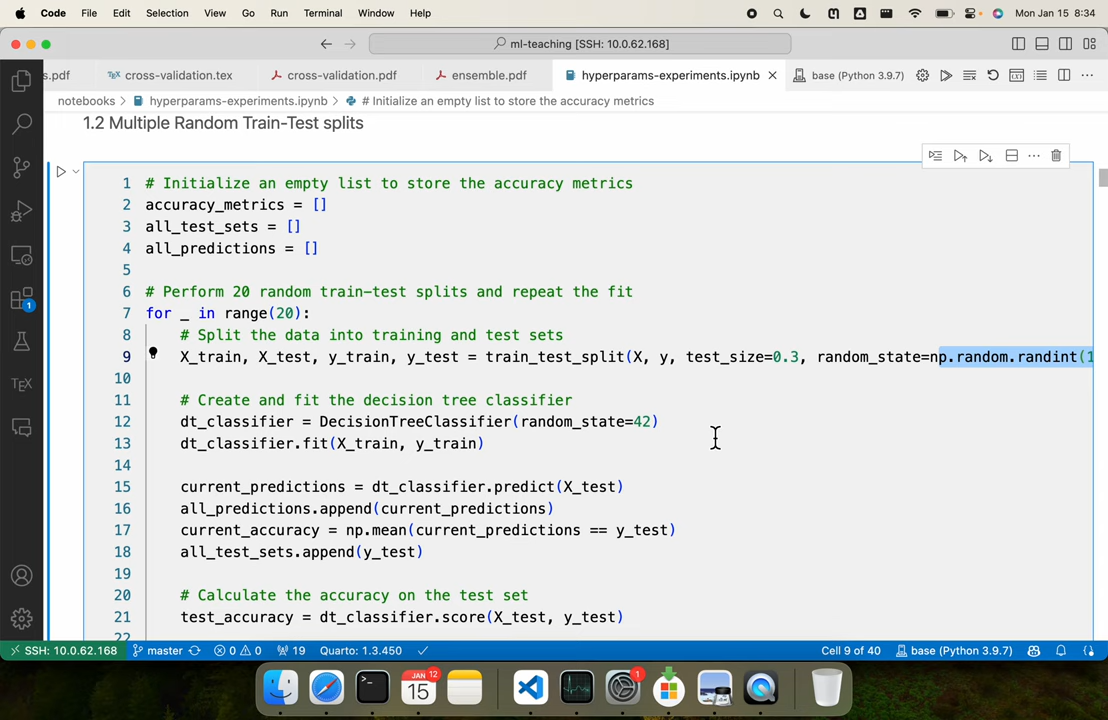 Code File Edit Selection View Go Run Terminal Window Help Mon Jan 15 8:34
ml-teaching [SSH: 10.0.62.168]
s.pdf TEX cross-validation.tex cross-validation.pdf ensemble.pdf hyperparams-experiments.ipynb base (Python 3.9.7)
notebooks > hyperparams-experiments.ipynb > # Initialize an empty list to store the accuracy metrics
1.2 Multiple Random Train-Test splits
1 # Initialize an empty list to store the accuracy metrics
2 accuracy_metrics = []
3 all_test_sets = []
4 all_predictions = []
5
6 # Perform 20 random train-test splits and repeat the fit
7 for _ in range(20):
8 # Split the data into training and test sets
9 X_train, X_test, y_train, y_test = train_test_split(X, y, test_size=0.3, random_state=np.random.randint(1
10
11 # Create and fit the decision tree classifier
12 dt_classifier = DecisionTreeClassifier(random_state=42)
13 dt_classifier.fit(X_train, y_train)
14
15 current_predictions = dt_classifier.predict(X_test)
16 all_predictions.append(current_predictions)
17 current_accuracy = np.mean(current_predictions == y_test)
18 all_test_sets.append(y_test)
19
20 # Calculate the accuracy on the test set
21 test_accuracy = dt_classifier.score(X_test, y_test)
22
1
TEX
SSH: 10.0.62.168 master 0 0 19 Quarto: 1.3.450 Cell 9 of 40 base (Python 3.9.7)
JAN 12
15
1